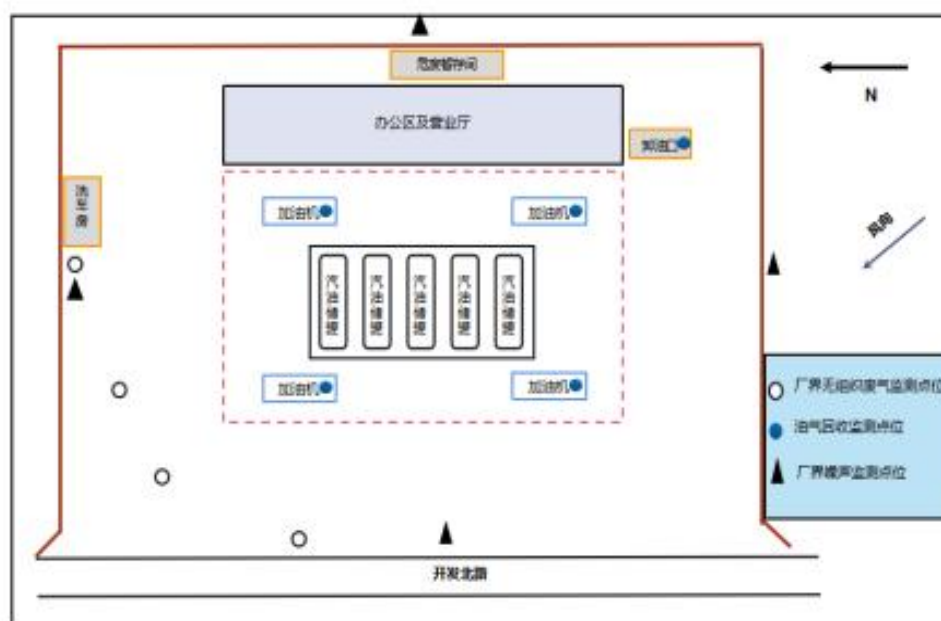 危废暂存间
N
办公区及营业厅
卸油口
洗车房
加油机
加油机
风向
汽油储罐
汽油储罐
汽油储罐
汽油储罐
汽油储罐
加油机
加油机
厂界无组织废气监测点位
油气回收监测点位
厂界噪声监测点位
开发北路